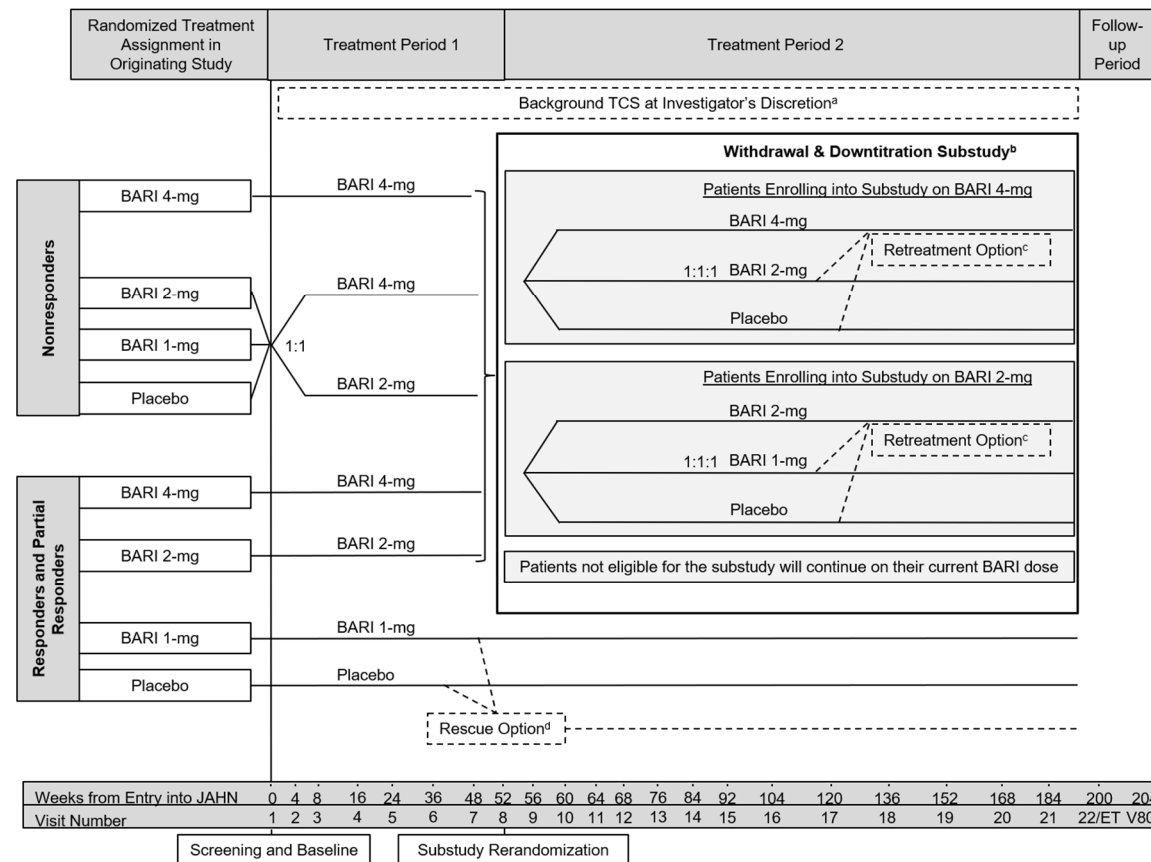 Randomized Treatment
Assignment in
Originating Study
Treatment Period 1
Treatment Period 2
Follow-
up
Period
Background TCS at Investigator's Discretionᵃ
Nonresponders
BARI 4-mg
BARI 2-mg
BARI 1-mg
Placebo
1:1
BARI 4-mg
BARI 4-mg
BARI 2-mg
Withdrawal & Downtitration Substudyᵇ
Patients Enrolling into Substudy on BARI 4-mg
BARI 4-mg
Retreatment Optionᶜ
1:1:1 BARI 2-mg
Placebo
Patients Enrolling into Substudy on BARI 2-mg
BARI 2-mg
Retreatment Optionᶜ
1:1:1 BARI 1-mg
Placebo
Patients not eligible for the substudy will continue on their current BARI dose
Responders and Partial
Responders
BARI 4-mg
BARI 2-mg
BARI 1-mg
Placebo
BARI 4-mg
BARI 2-mg
BARI 1-mg
Placebo
Rescue Optionᵈ
Weeks from Entry into JAHN 0 4 8 16 24 36 48 52 56 60 64 68 76 84 92 104 120 136 152 168 184 200 204
Visit Number 1 2 3 4 5 6 7 8 9 10 11 12 13 14 15 16 17 18 19 20 21 22/ET V80
Screening and Baseline
Substudy Rerandomization